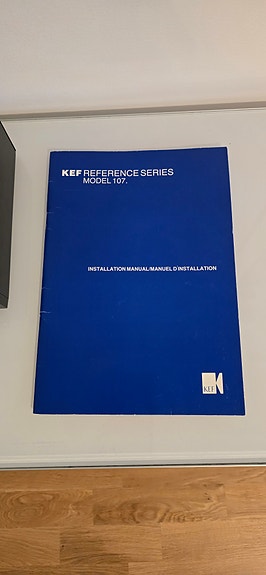 KEF REFERENCE SERIES
MODEL 107.
INSTALLATION MANUAL/MANUEL D'INSTALLATION
KEF